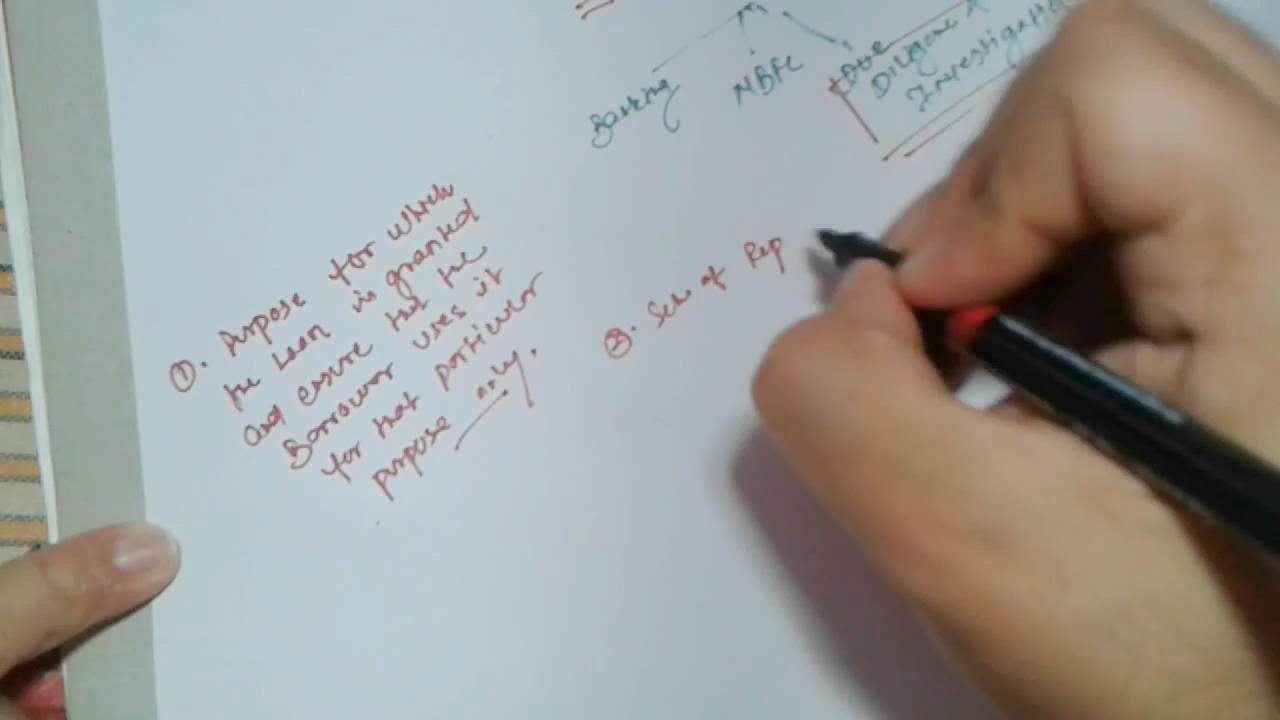 Banking
NBFC
Due
Diligence &
Investigation
①. Purpose for which
the Loan is granted
and ensure that the
Borrower uses it
for that particular
purpose only.
②. Sch. of Rep